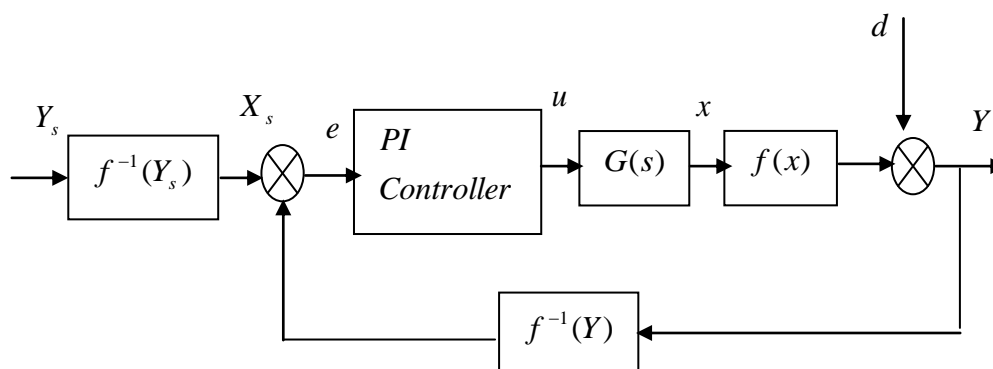 d
Y_s
X_s
e
u
x
Y
f^{-1}(Y_s)
PI
Controller
G(s)
f(x)
f^{-1}(Y)